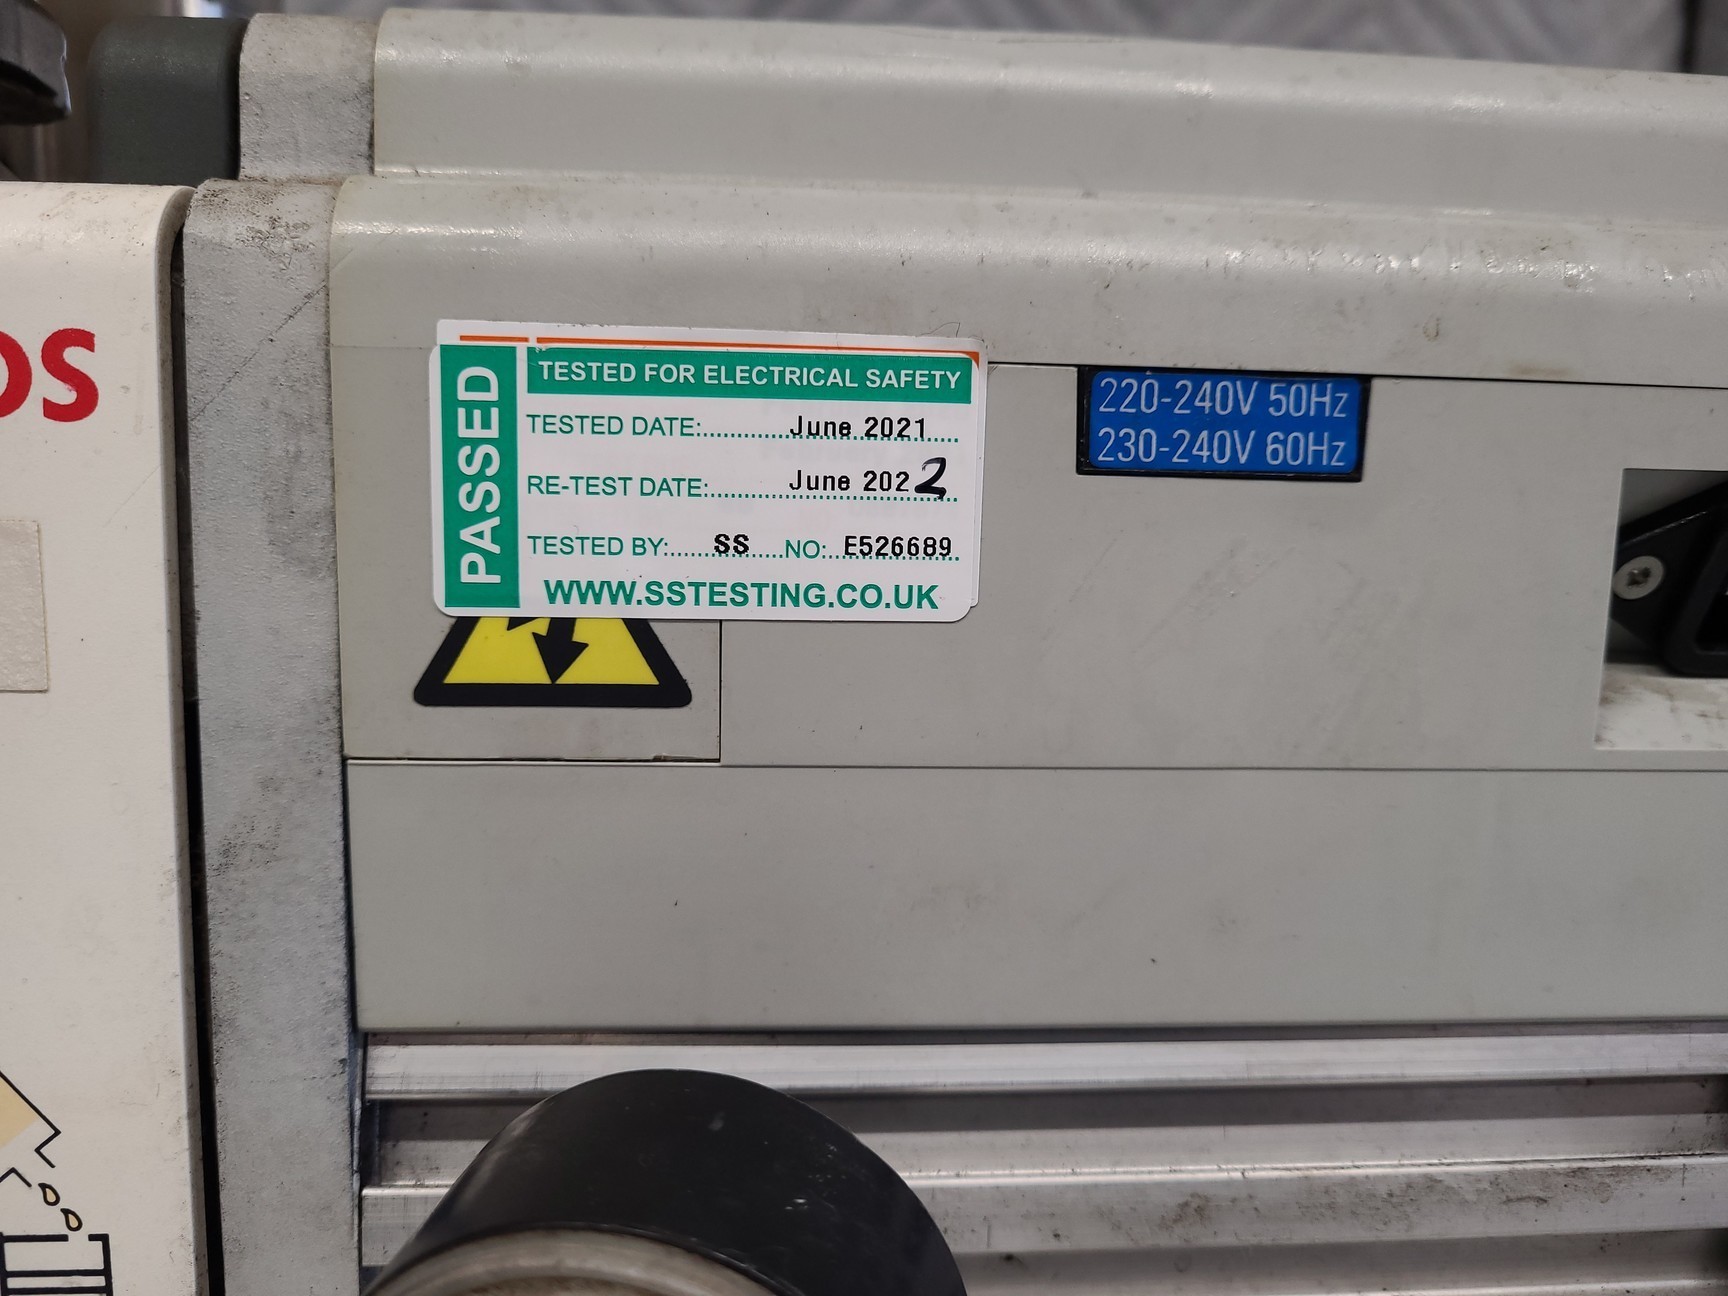 OS
PASSED
TESTED FOR ELECTRICAL SAFETY
TESTED DATE:..................June 2021.....
RE-TEST DATE:..................June 2022..
TESTED BY:......SS.....NO:..E526689.
WWW.SSTESTING.CO.UK
220-240V 50Hz
230-240V 60Hz